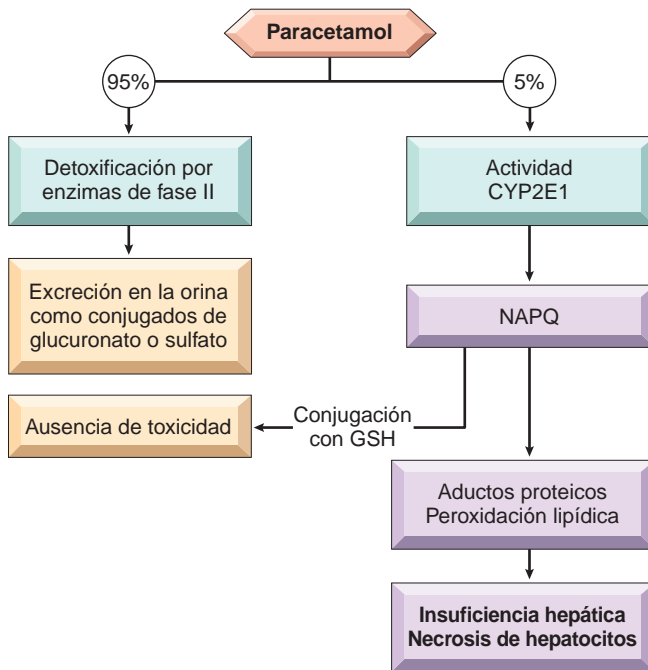 Paracetamol
95%
5%
Detoxificación por
enzimas de fase II
Actividad
CYP2E1
Excreción en la orina
como conjugados de
glucuronato o sulfato
NAPQ
Ausencia de toxicidad
Conjugación
con GSH
Aductos proteicos
Peroxidación lipídica
Insuficiencia hepática
Necrosis de hepatocitos